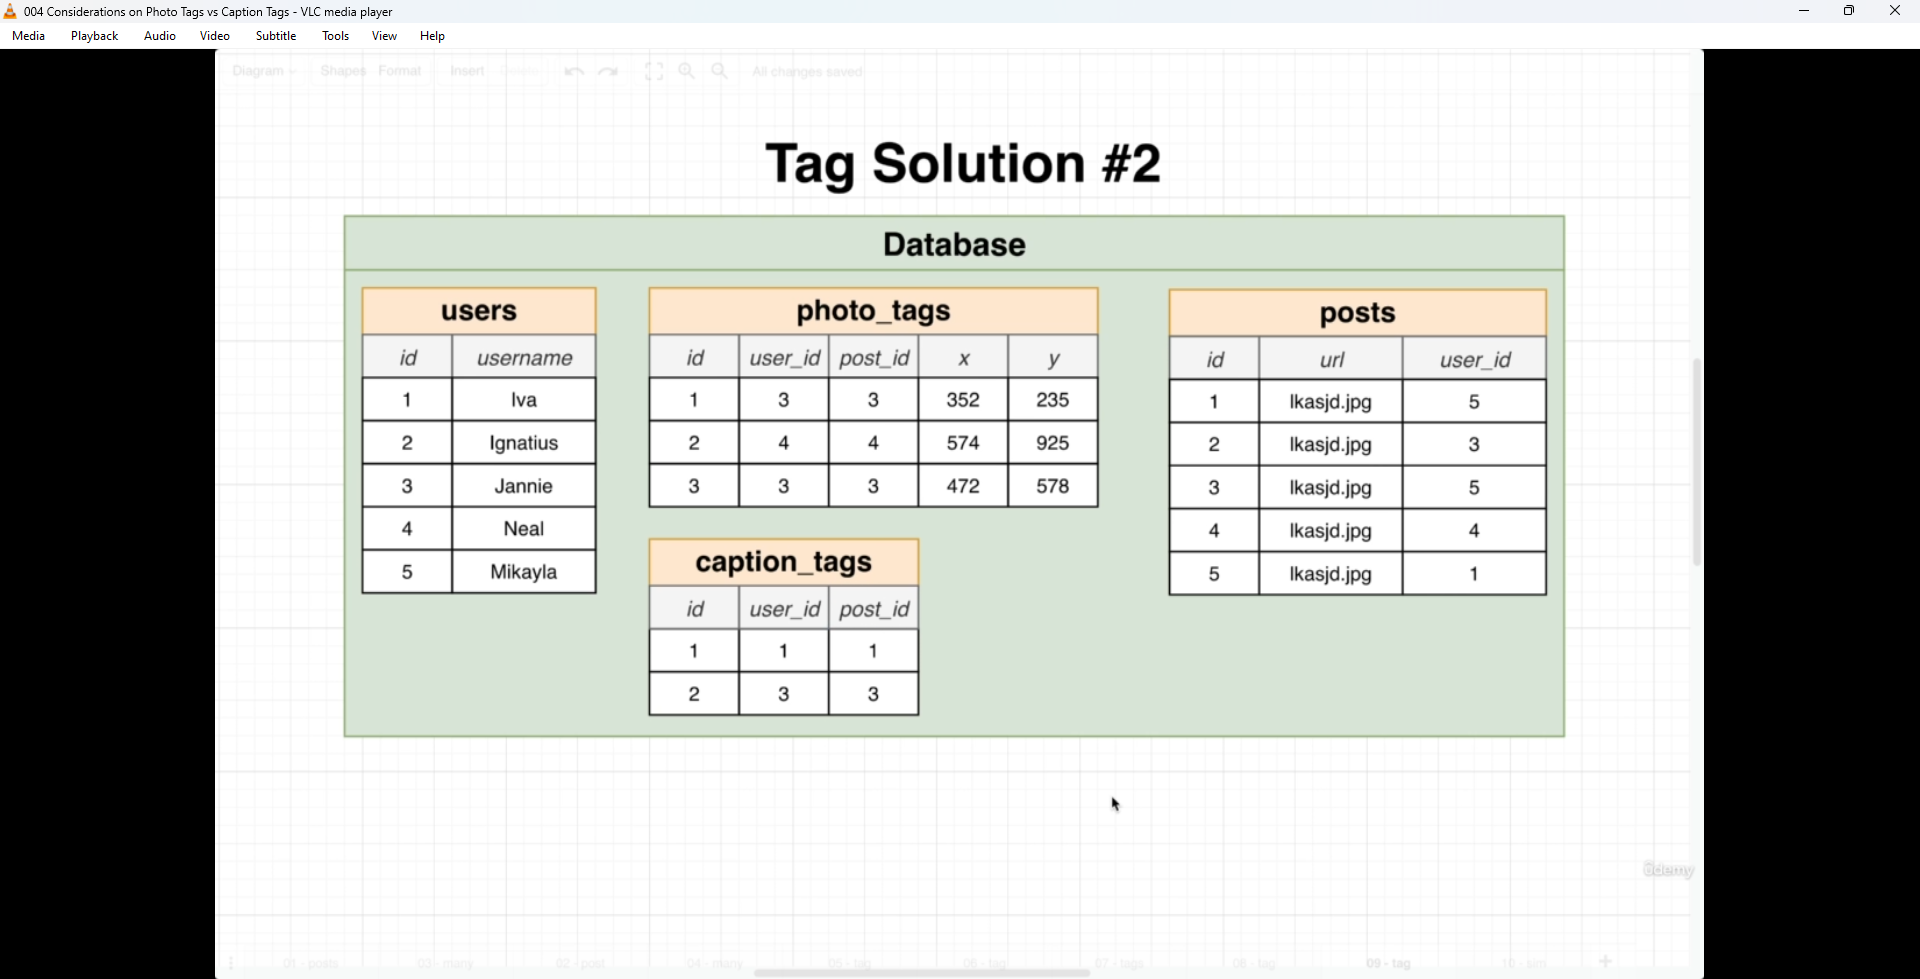 004 Considerations on Photo Tags vs Caption Tags - VLC media player
Media Playback Audio Video Subtitle Tools View Help
Diagram Shapes Format Insert All changes saved
Tag Solution #2
Database
users
id username
1 Iva
2 Ignatius
3 Jannie
4 Neal
5 Mikayla
photo_tags
id user_id post_id x y
1 3 3 352 235
2 4 4 574 925
3 3 3 472 578
caption_tags
id user_id post_id
1 1 1
2 3 3
posts
id url user_id
1 lkasjd.jpg 5
2 lkasjd.jpg 3
3 lkasjd.jpg 5
4 lkasjd.jpg 4
5 lkasjd.jpg 1
ûdemy
01 - posts 03 - many 02 - post 04 - many 05 - tag 06 - tag 07 - tags 08 - tag 09 - tag 10 - sim